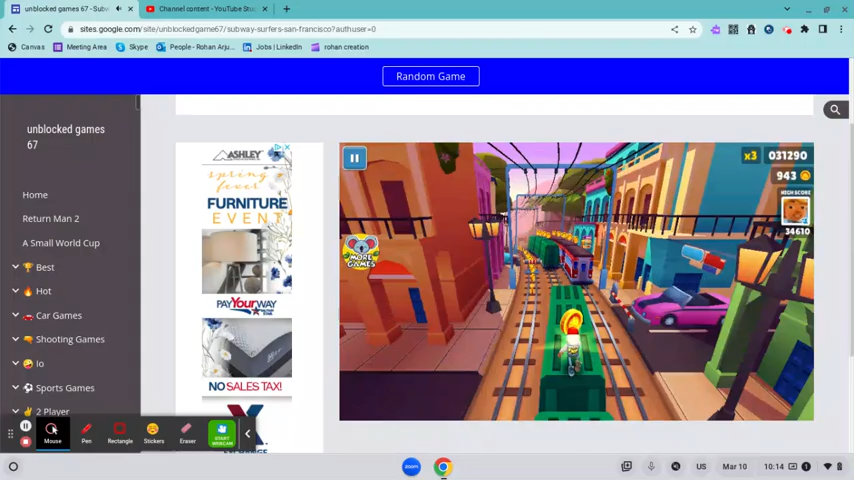 unblocked games 67 - Subw
Channel content - YouTube Stu
sites.google.com/site/unblockedgame67/subway-surfers-san-francisco?authuser=0
Canvas
Meeting Area
Skype
People - Rohan Arju...
Jobs | LinkedIn
rohan creation
Random Game
unblocked games
67
Home
Return Man 2
A Small World Cup
Best
Hot
Car Games
Shooting Games
Io
Sports Games
2 Player
ASHLEY
spring
fever
FURNITURE
EVENT
PAY YOUR WAY
NO SALES TAX!
x3
031290
943
HIGH SCORE
34610
MORE
GAMES
Mouse
Pen
Rectangle
Stickers
Eraser
START
WEBCAM
zoom
US
Mar 10
10:14
1